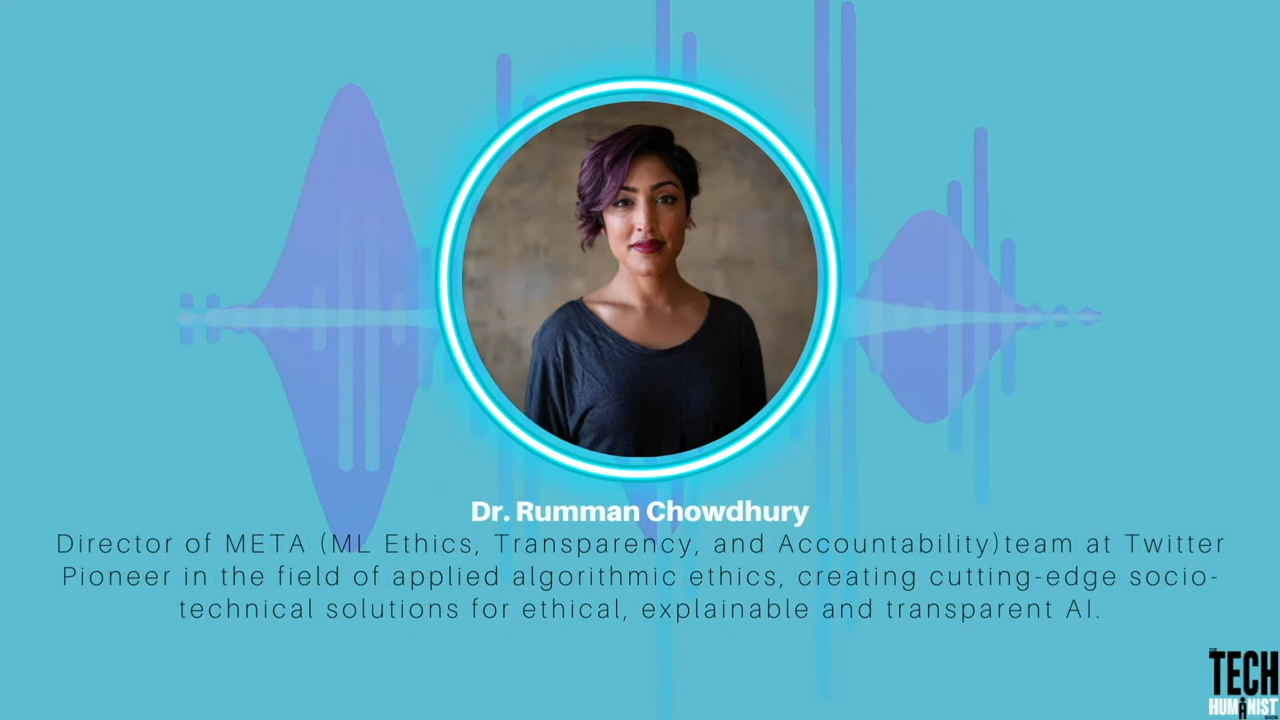 Dr. Rumman Chowdhury
Director of META (ML Ethics, Transparency, and Accountability)team at Twitter
Pioneer in the field of applied algorithmic ethics, creating cutting-edge socio-
technical solutions for ethical, explainable and transparent AI.
THE
TECH
HUMANIST